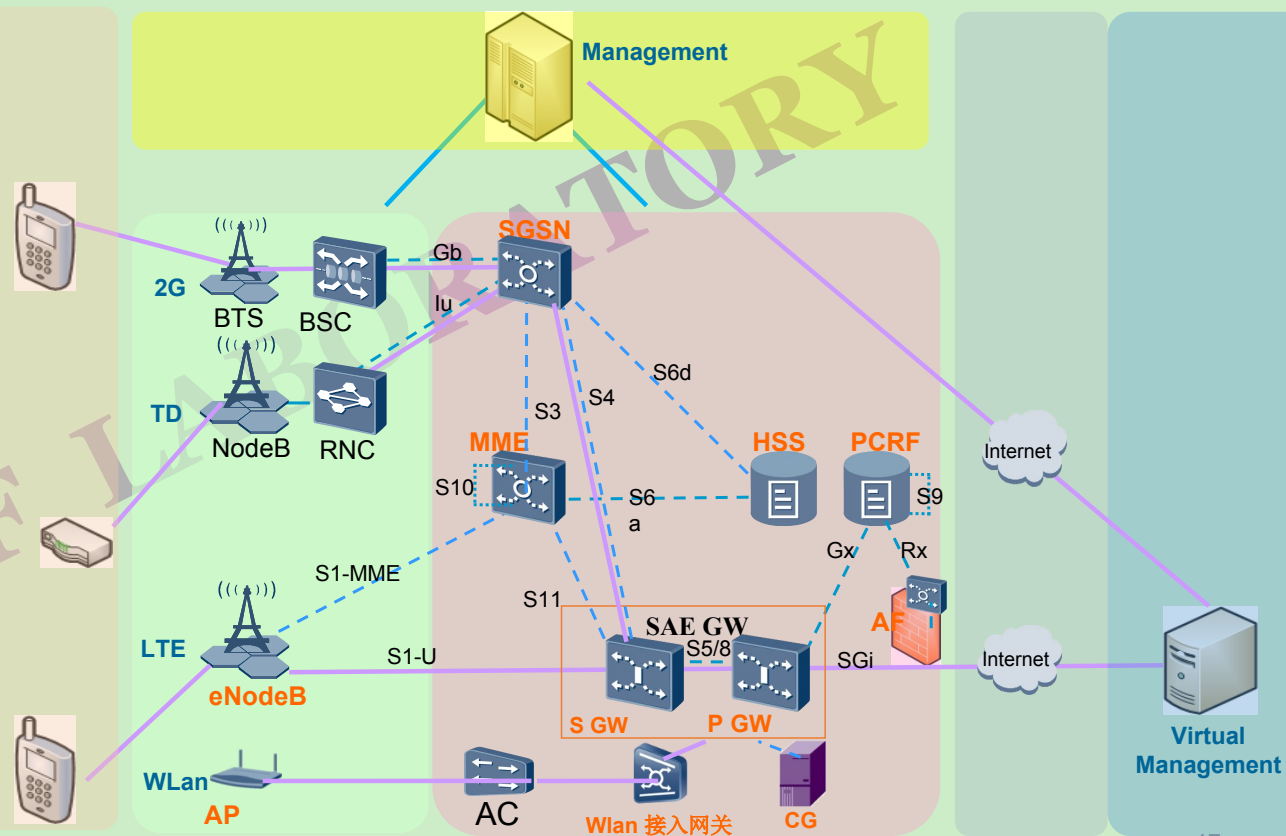 Management
SGSN
Gb
2G
BTS
BSC
Iu
S6d
S4
S3
TD
NodeB
RNC
MME
HSS
PCRF
Internet
S10
S6
a
S9
Gx
Rx
S1-MME
S11
AF
SAE GW
LTE
S1-U
S5/8
SGi
Internet
eNodeB
S GW
P GW
Virtual
Management
WLan
AP
AC
Wlan 接入网关
CG
F LABORATORY